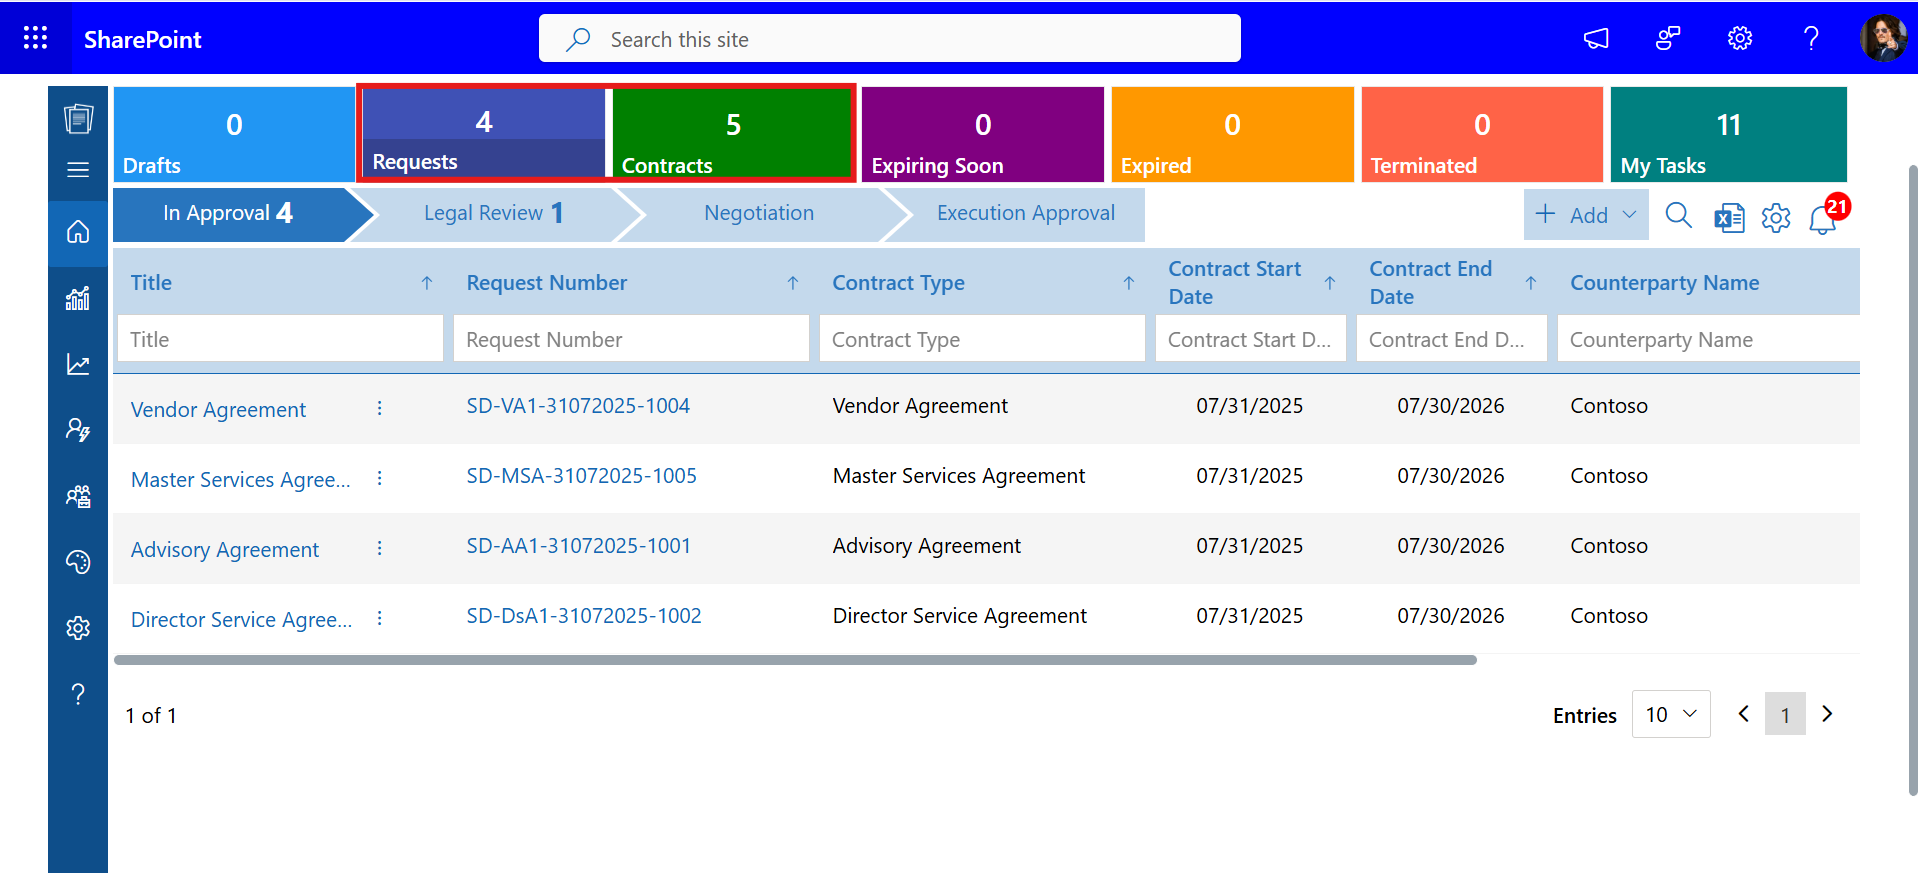 SharePoint
Search this site
0
Drafts
4
Requests
5
Contracts
0
Expiring Soon
0
Expired
0
Terminated
11
My Tasks
In Approval 4
Legal Review 1
Negotiation
Execution Approval
+ Add
21
Title
Request Number
Contract Type
Contract Start Date
Contract End Date
Counterparty Name
Title
Request Number
Contract Type
Contract Start D...
Contract End D...
Counterparty Name
Vendor Agreement SD-VA1-31072025-1004 Vendor Agreement 07/31/2025 07/30/2026 Contoso
Master Services Agree... SD-MSA-31072025-1005 Master Services Agreement 07/31/2025 07/30/2026 Contoso
Advisory Agreement SD-AA1-31072025-1001 Advisory Agreement 07/31/2025 07/30/2026 Contoso
Director Service Agree... SD-DsA1-31072025-1002 Director Service Agreement 07/31/2025 07/30/2026 Contoso
1 of 1
Entries 10
1